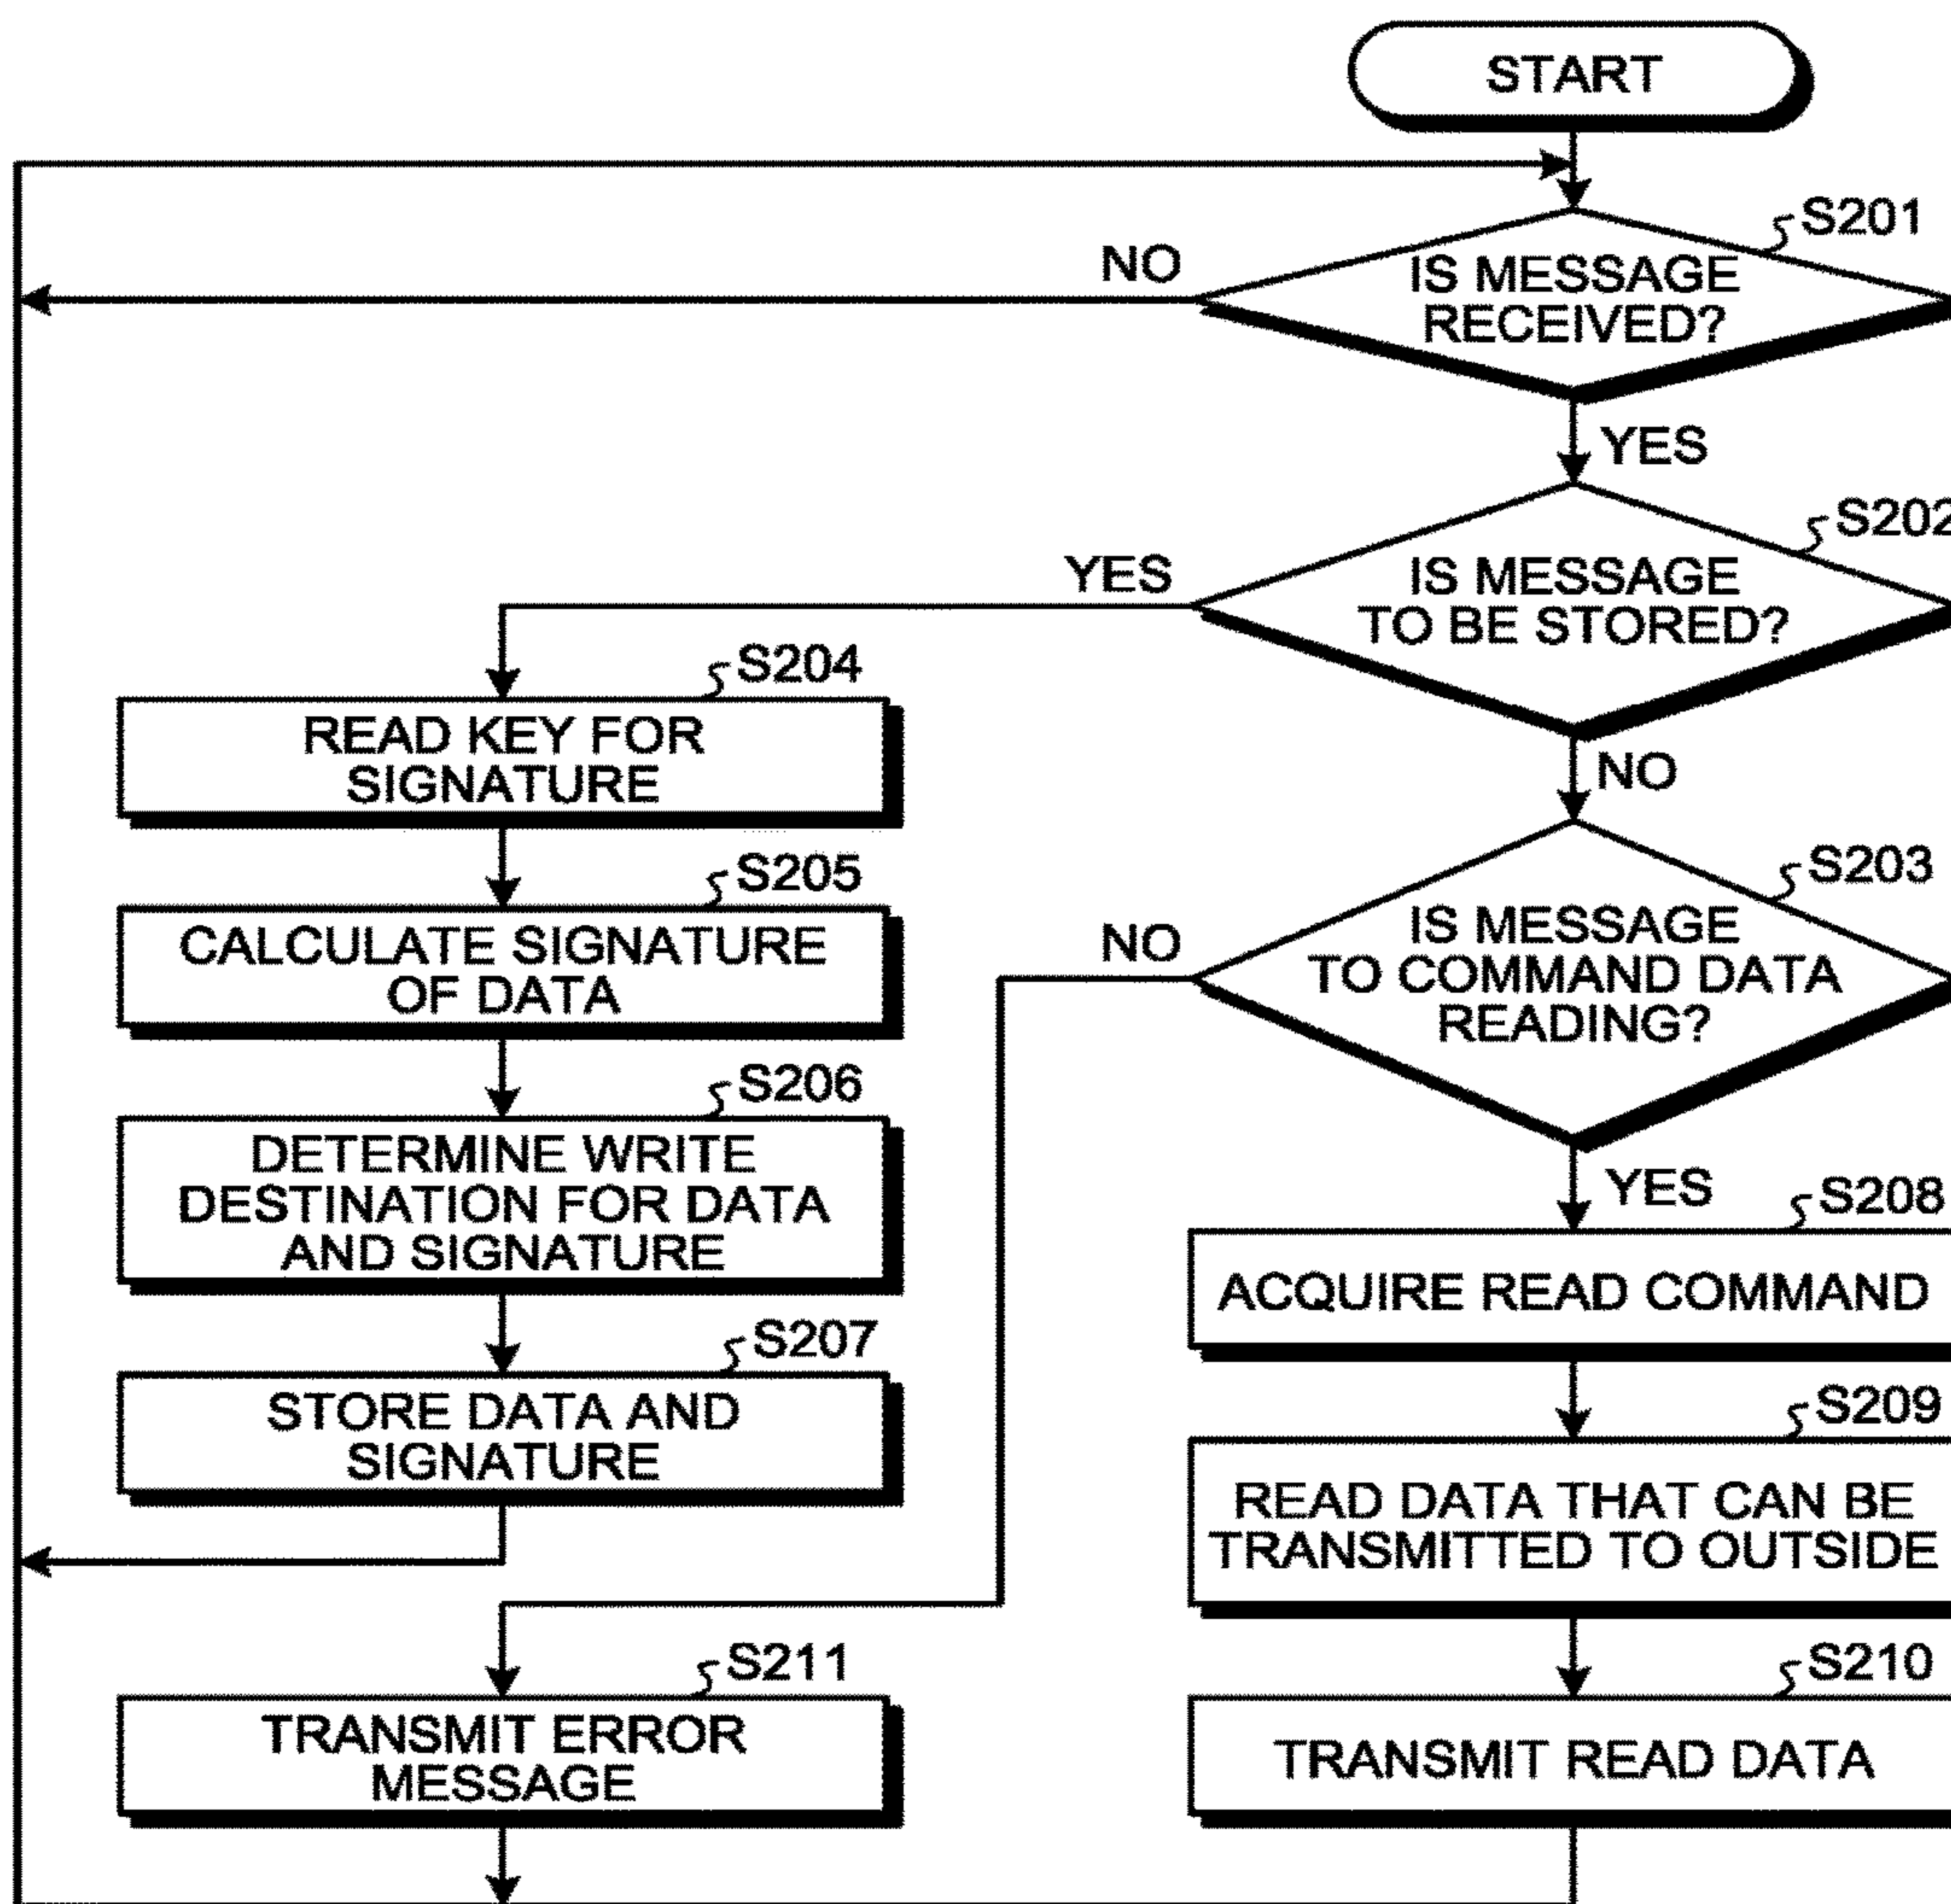 START
S201
NO
IS MESSAGE
RECEIVED?
YES
S202
YES
IS MESSAGE
TO BE STORED?
NO
S204
READ KEY FOR
SIGNATURE
S205
CALCULATE SIGNATURE
OF DATA
S206
DETERMINE WRITE
DESTINATION FOR DATA
AND SIGNATURE
S207
STORE DATA AND
SIGNATURE
S203
NO
IS MESSAGE
TO COMMAND DATA
READING?
YES
S208
ACQUIRE READ COMMAND
S209
READ DATA THAT CAN BE
TRANSMITTED TO OUTSIDE
S210
TRANSMIT READ DATA
S211
TRANSMIT ERROR
MESSAGE